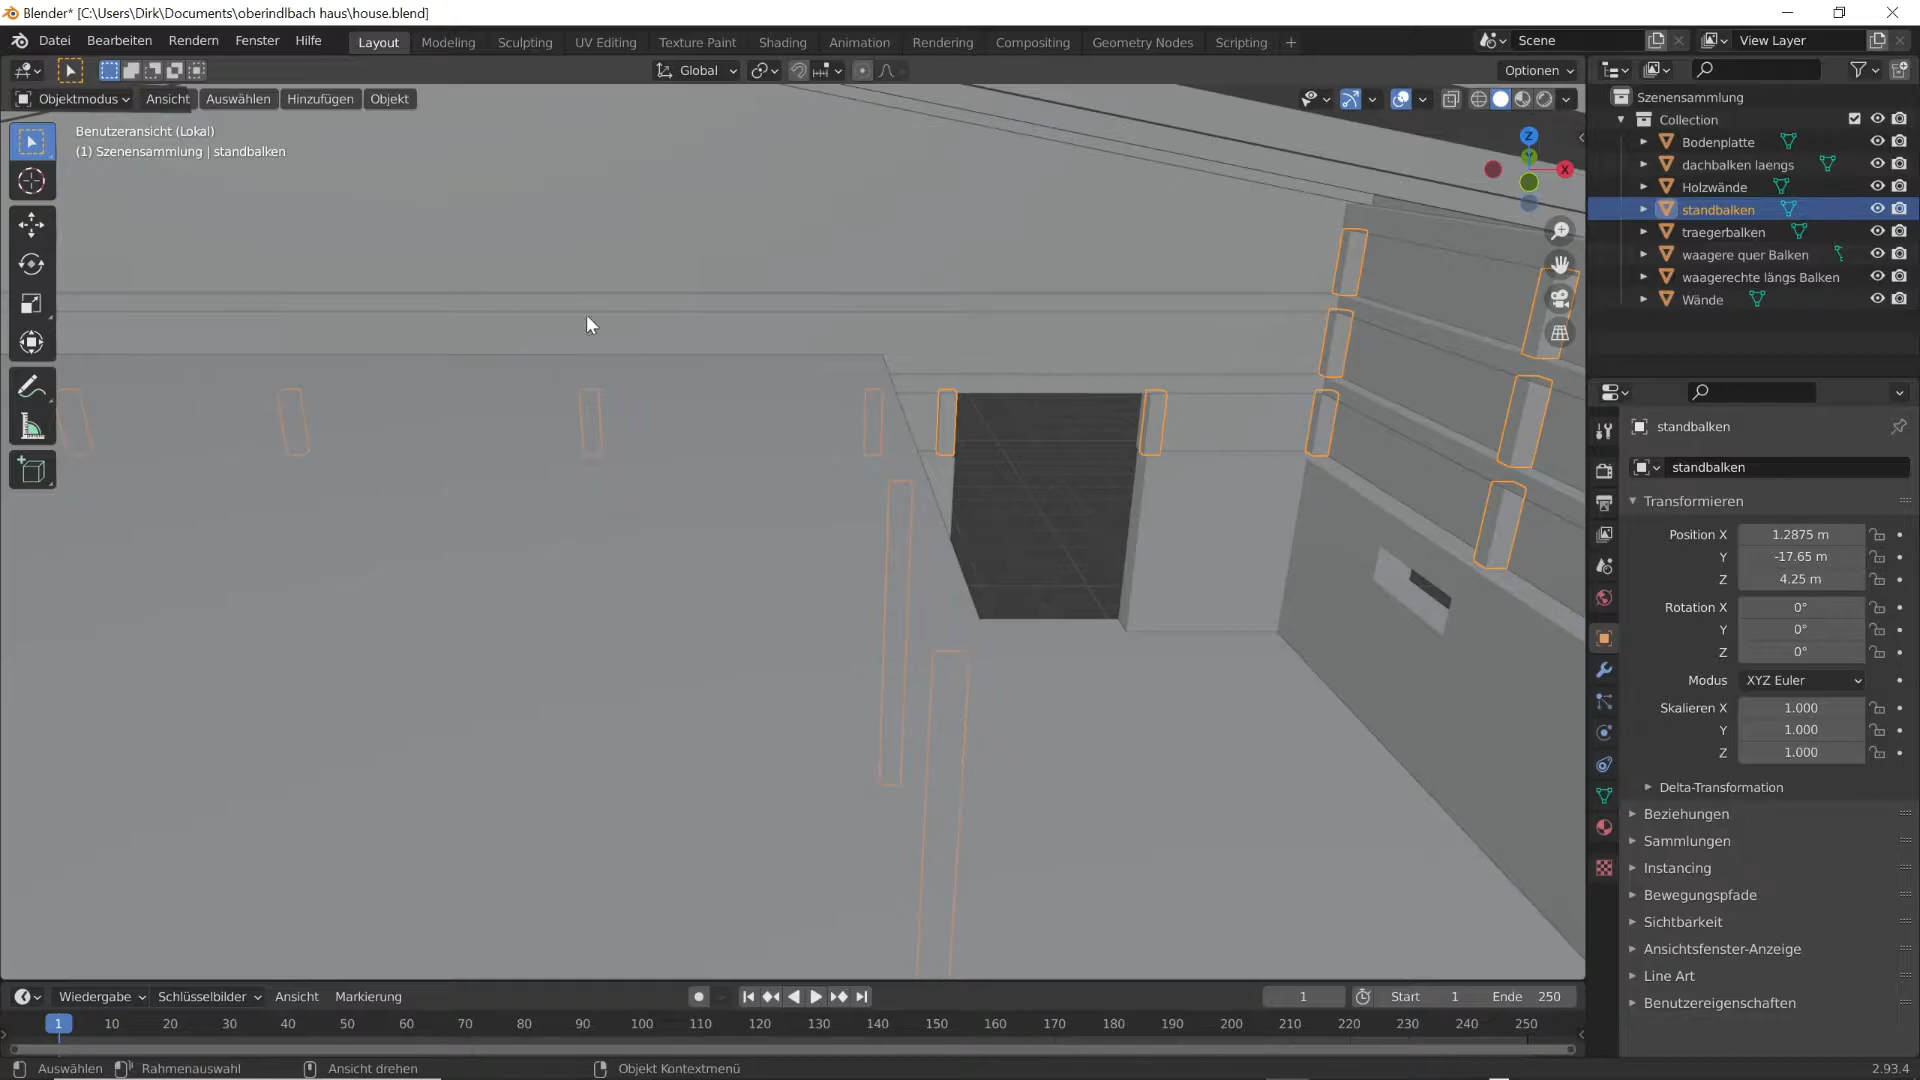 Blender* [C:\Users\Dirk\Documents\oberindlbach haus\house.blend]
Datei Bearbeiten Rendern Fenster Hilfe Layout Modeling Sculpting UV Editing Texture Paint Shading Animation Rendering Compositing Geometry Nodes Scripting + Scene View Layer
Global Optionen
Objektmodus Ansicht Auswählen Hinzufügen Objekt
Benutzeransicht (Lokal)
(1) Szenensammlung | standbalken
Z
X
Szenensammlung
Collection
Bodenplatte
dachbalken laengs
Holzwände
standbalken
traegerbalken
waagere quer Balken
waagerechte längs Balken
Wände
standbalken
standbalken
Transformieren
Position X 1.2875 m
Y -17.65 m
Z 4.25 m
Rotation X 0°
Y 0°
Z 0°
Modus XYZ Euler
Skalieren X 1.000
Y 1.000
Z 1.000
Delta-Transformation
Beziehungen
Sammlungen
Instancing
Bewegungspfade
Sichtbarkeit
Ansichtsfenster-Anzeige
Line Art
Benutzereigenschaften
Wiedergabe Schlüsselbilder Ansicht Markierung 1 Start 1 Ende 250
1 10 20 30 40 50 60 70 80 90 100 110 120 130 140 150 160 170 180 190 200 210 220 230 240 250
Auswählen Rahmenauswahl Ansicht drehen Objekt Kontextmenü 2.93.4